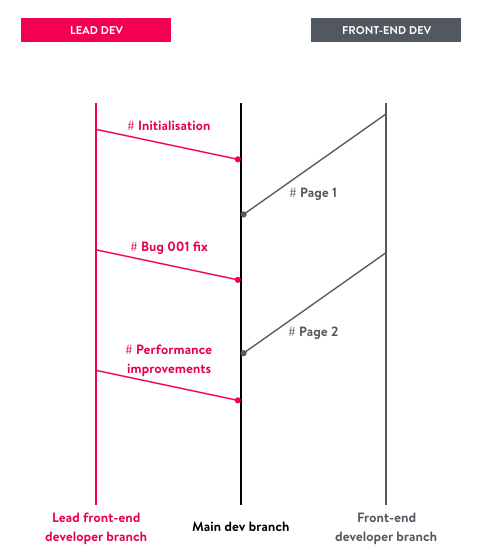 LEAD DEV
FRONT-END DEV
# Initialisation
# Page 1
# Bug 001 fix
# Page 2
# Performance
improvements
Lead front-end
developer branch
Main dev branch
Front-end
developer branch